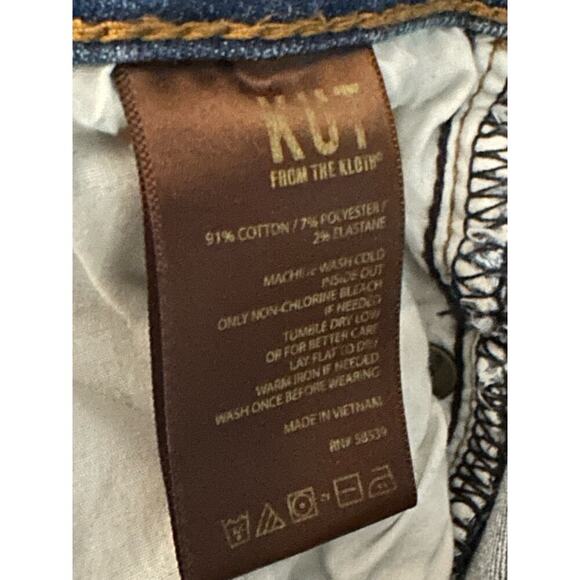 KUT
FROM THE KLOTH®
91% COTTON / 7% POLYESTER /
2% ELASTANE
MACHINE WASH COLD
INSIDE OUT
ONLY NON-CHLORINE BLEACH
IF NEEDED
TUMBLE DRY LOW
OR FOR BETTER CARE
LAY FLAT TO DRY
WARM IRON IF NEEDED
WASH ONCE BEFORE WEARING
MADE IN VIETNAM
RN# 58539